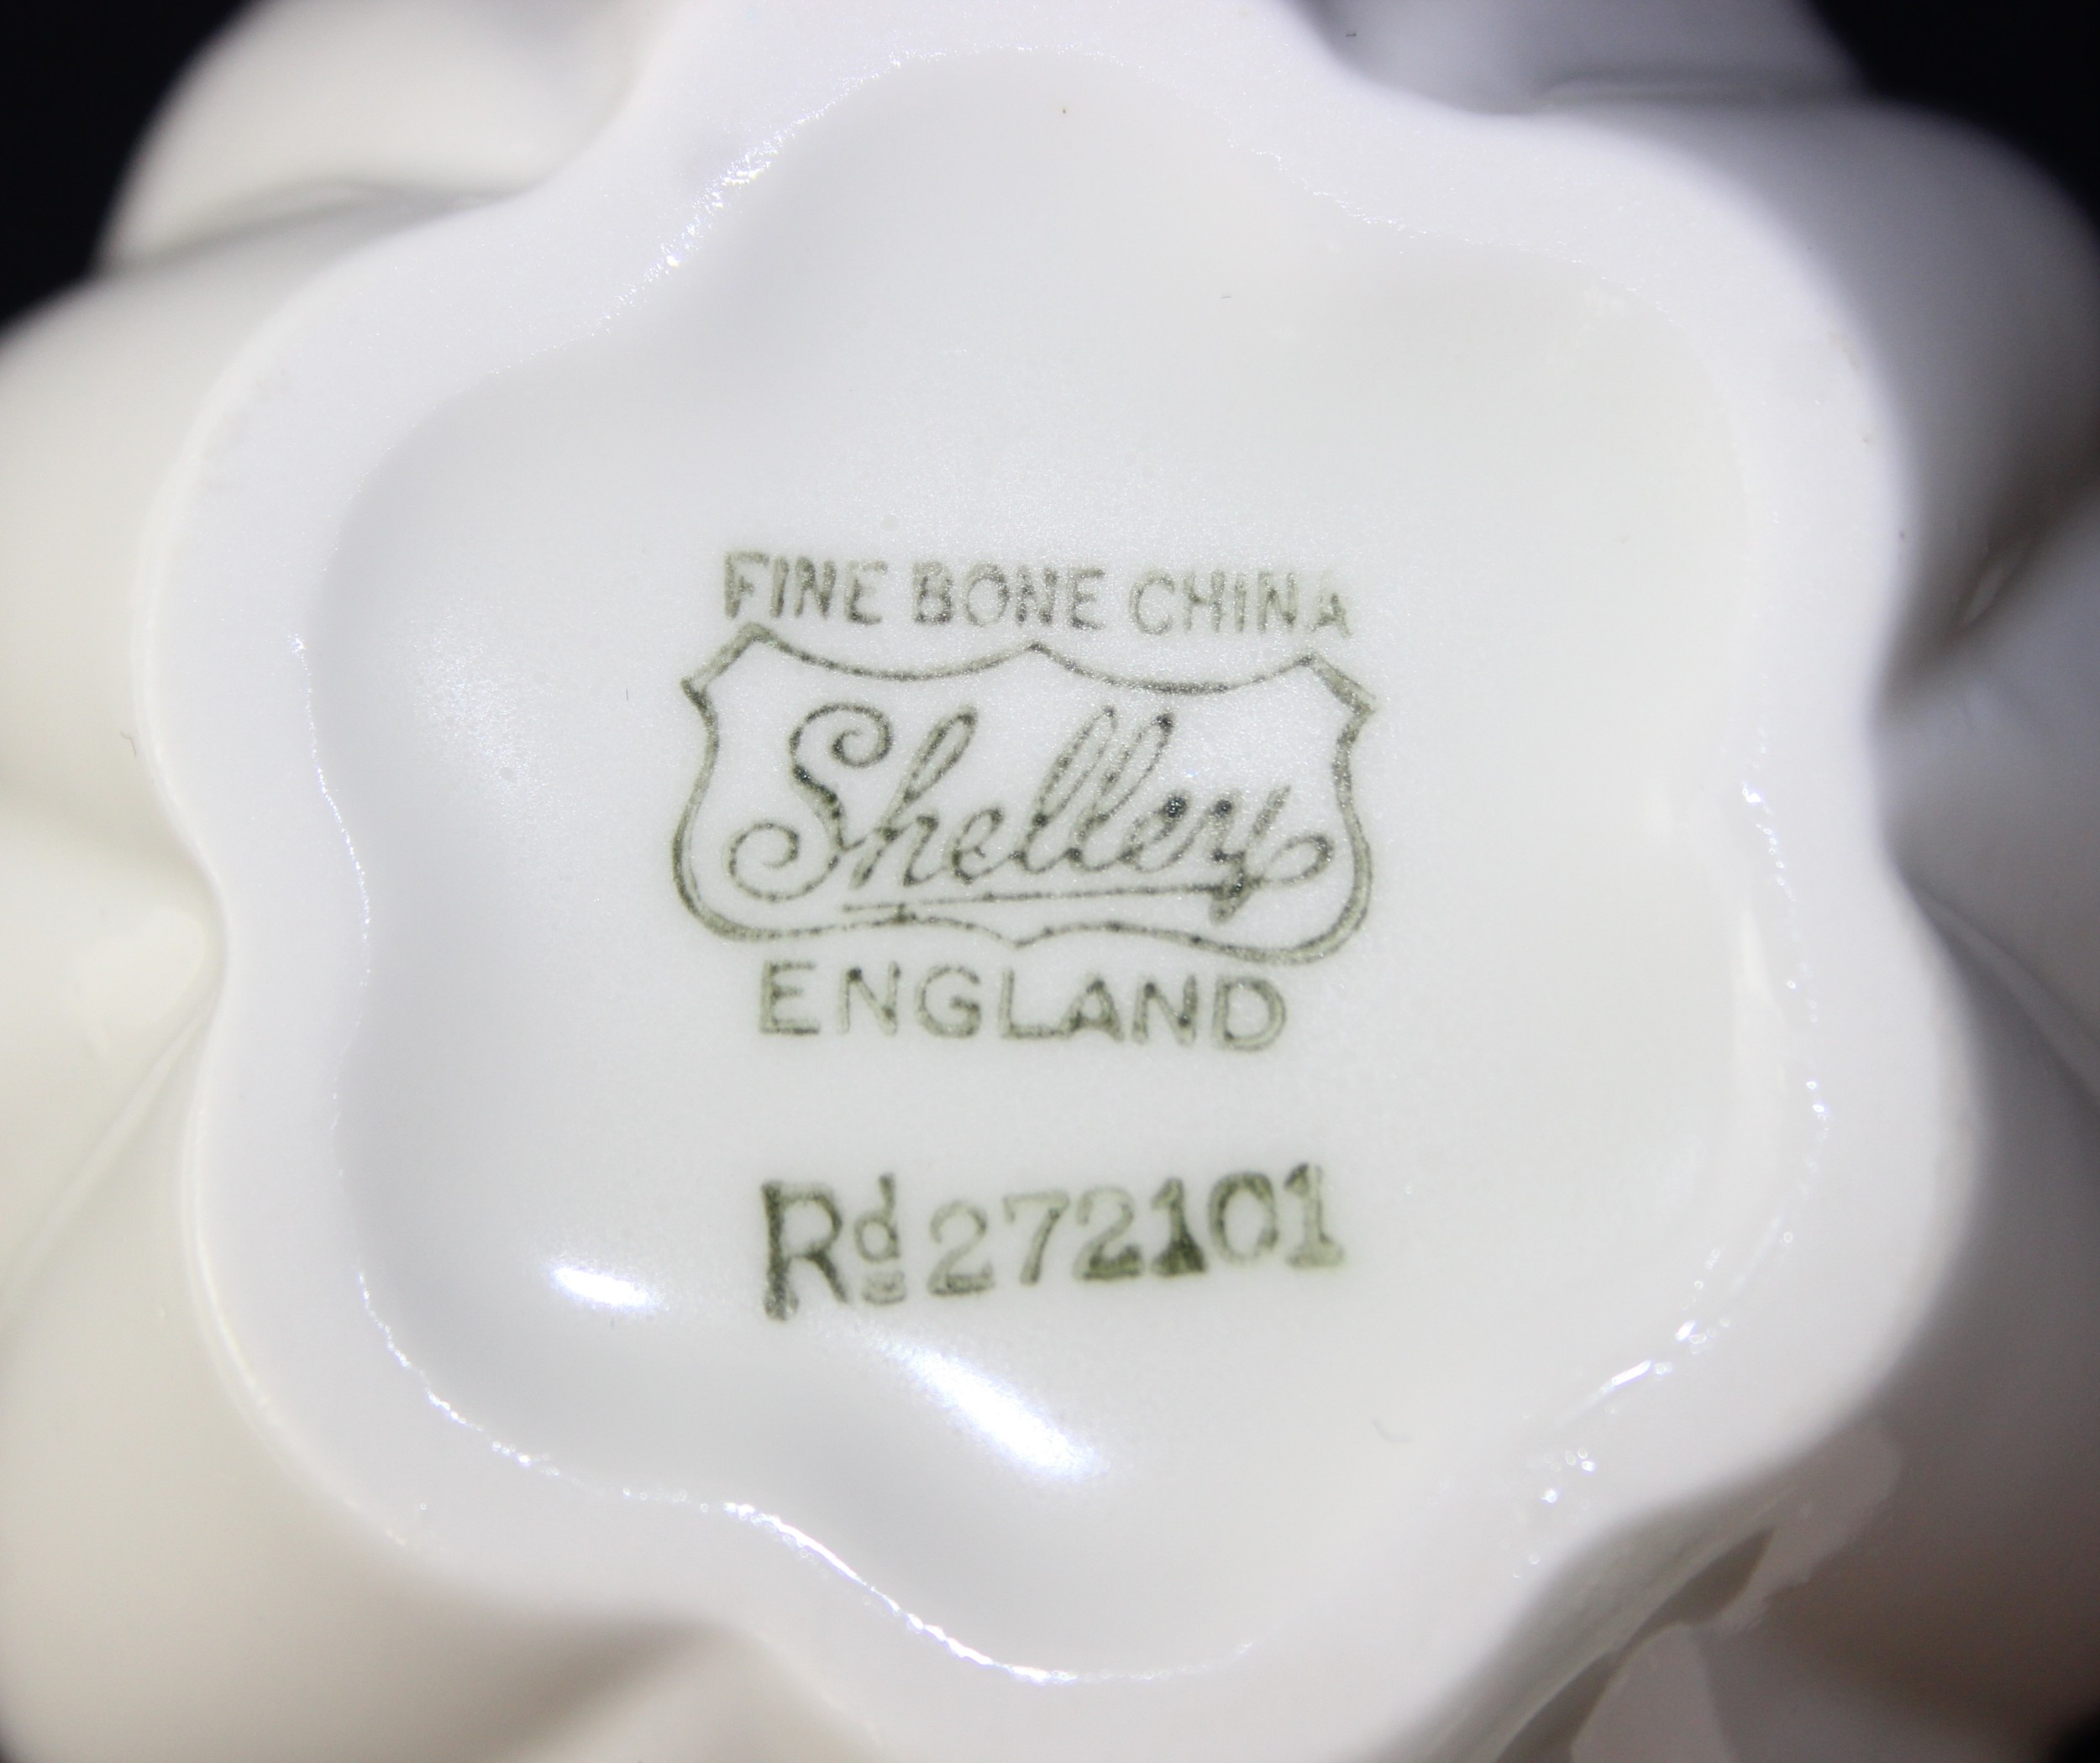 FINE BONE CHINA
Shelley
ENGLAND
Rd 272101